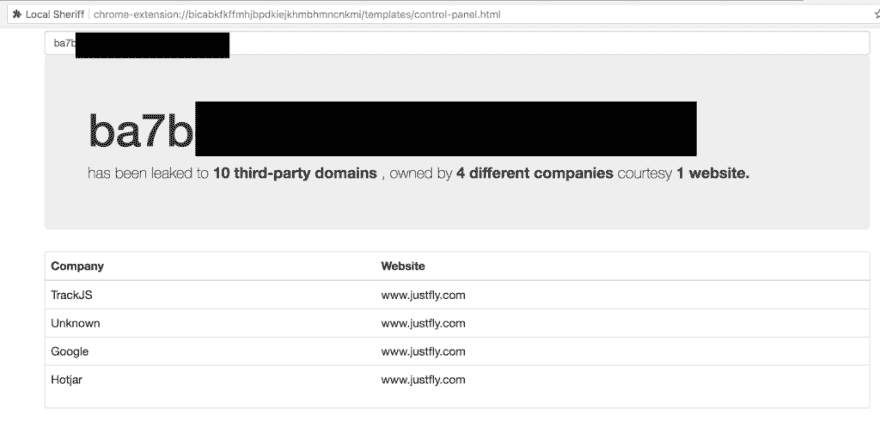 Local Sheriff chrome-extension://bicabkfkffmhjbpdkiejkhmbhmncnkmi/templates/control-panel.html
ba7b
ba7b
has been leaked to 10 third-party domains , owned by 4 different companies courtesy 1 website.
Company Website
TrackJS www.justfly.com
Unknown www.justfly.com
Google www.justfly.com
Hotjar www.justfly.com